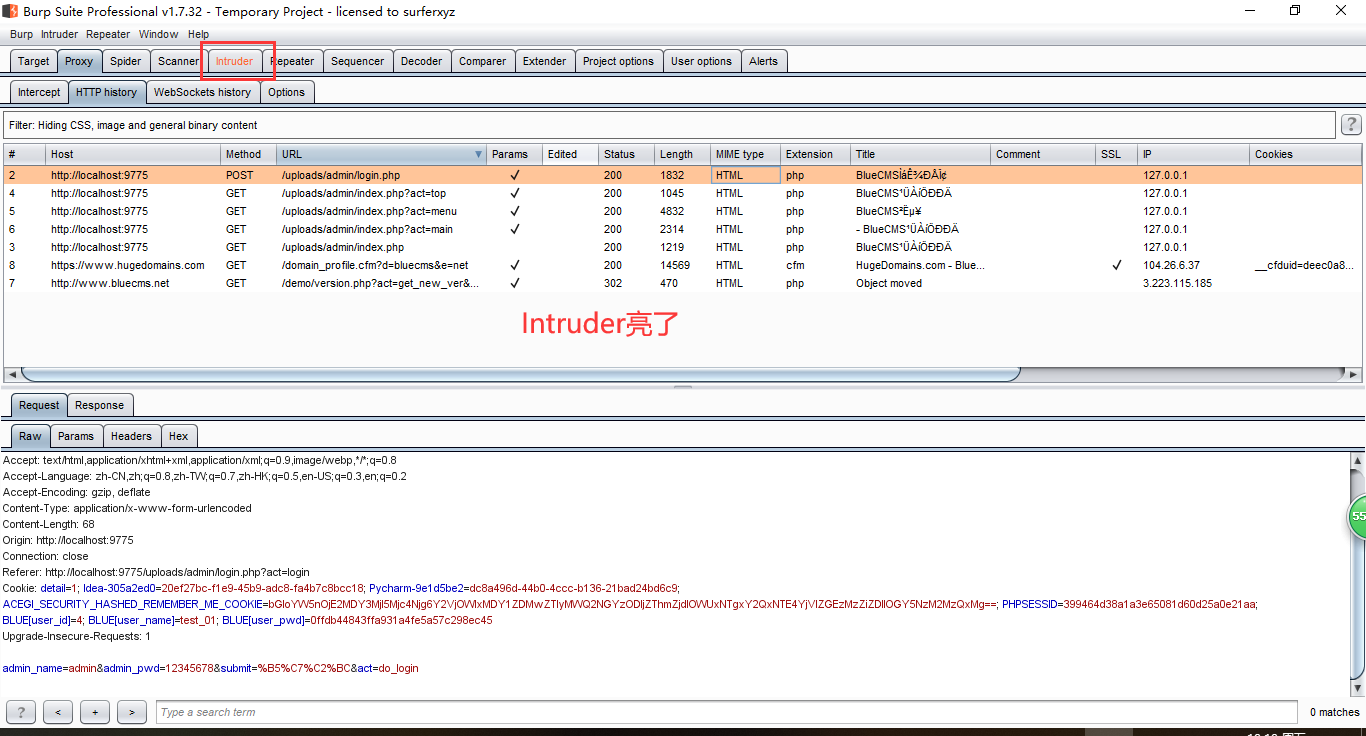 Burp Suite Professional v1.7.32 - Temporary Project - licensed to surferxyz
Burp Intruder Repeater Window Help
Target Proxy Spider Scanner Intruder Repeater Sequencer Decoder Comparer Extender Project options User options Alerts
Intercept HTTP history WebSockets history Options
Filter: Hiding CSS, image and general binary content ?
# Host Method URL Params Edited Status Length MIME type Extension Title Comment SSL IP Cookies
2 http://localhost:9775 POST /uploads/admin/login.php ✓ 200 1832 HTML php BlueCMSÌáÊ¾ÐÅÏ¢ 127.0.0.1
4 http://localhost:9775 GET /uploads/admin/index.php?act=top ✓ 200 1045 HTML php BlueCMS¹ÜÀíÖÐÐÄ 127.0.0.1
5 http://localhost:9775 GET /uploads/admin/index.php?act=menu ✓ 200 4832 HTML php BlueCMS²Ëµ¥ 127.0.0.1
6 http://localhost:9775 GET /uploads/admin/index.php?act=main ✓ 200 2314 HTML php - BlueCMS¹ÜÀíÖÐÐÄ 127.0.0.1
3 http://localhost:9775 GET /uploads/admin/index.php 200 1219 HTML php BlueCMS¹ÜÀíÖÐÐÄ 127.0.0.1
8 https://www.hugedomains.com GET /domain_profile.cfm?d=bluecms&e=net ✓ 200 14569 HTML cfm HugeDomains.com - Blue... ✓ 104.26.6.37 __cfduid=deec0a8...
7 http://www.bluecms.net GET /demo/version.php?act=get_new_ver&... ✓ 302 470 HTML php Object moved 3.223.115.185
Intruder亮了
Request Response
Raw Params Headers Hex
Accept: text/html,application/xhtml+xml,application/xml;q=0.9,image/webp,*/*;q=0.8
Accept-Language: zh-CN,zh;q=0.8,zh-TW;q=0.7,zh-HK;q=0.5,en-US;q=0.3,en;q=0.2
Accept-Encoding: gzip, deflate
Content-Type: application/x-www-form-urlencoded
Content-Length: 68
Origin: http://localhost:9775
Connection: close
Referer: http://localhost:9775/uploads/admin/login.php?act=login
Cookie: detail=1; Idea-305a2ed0=20ef27bc-f1e9-45b9-adc8-fa4b7c8bcc18; Pycharm-9e1d5be2=dc8a496d-44b0-4ccc-b136-21bad24bd6c9;
PHPSESSID=399464d38a1a3e65081d60d25a0e21aa;
BLUE[user_id]=4; BLUE[user_name]=test_01; BLUE[user_pwd]=0ffdb44843ffa931a4fe5a57c298ec45
Upgrade-Insecure-Requests: 1
admin_name=admin&admin_pwd=12345678&submit=%B5%C7%C2%BC&act=do_login
55
? < + > Type a search term 0 matches